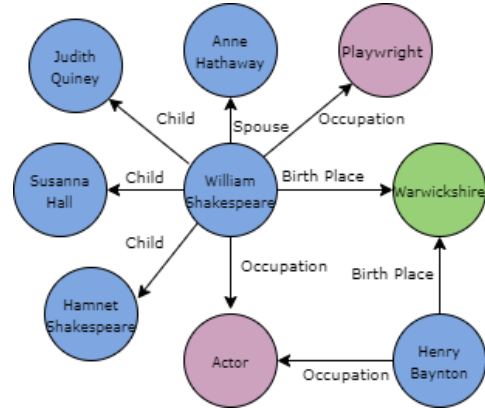 Anne
Hathaway
Judith
Quiney
Playwright
Child
Spouse
Occupation
Susanna
Hall
Child
William
Shakespeare
Birth Place
Warwickshire
Child
Occupation
Birth Place
Hamnet
Shakespeare
Actor
Occupation
Henry
Baynton